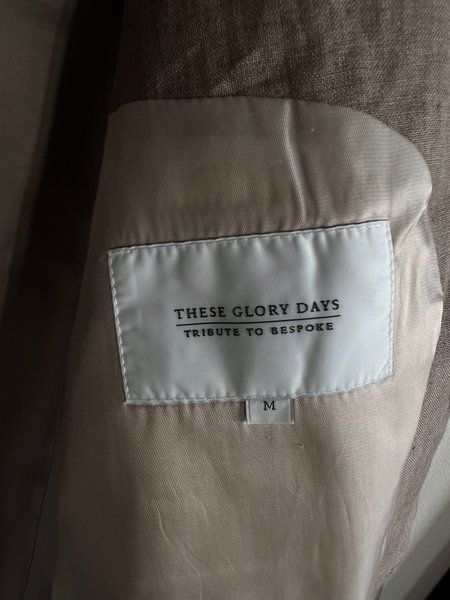 THESE GLORY DAYS
TRIBUTE TO BESPOKE
M